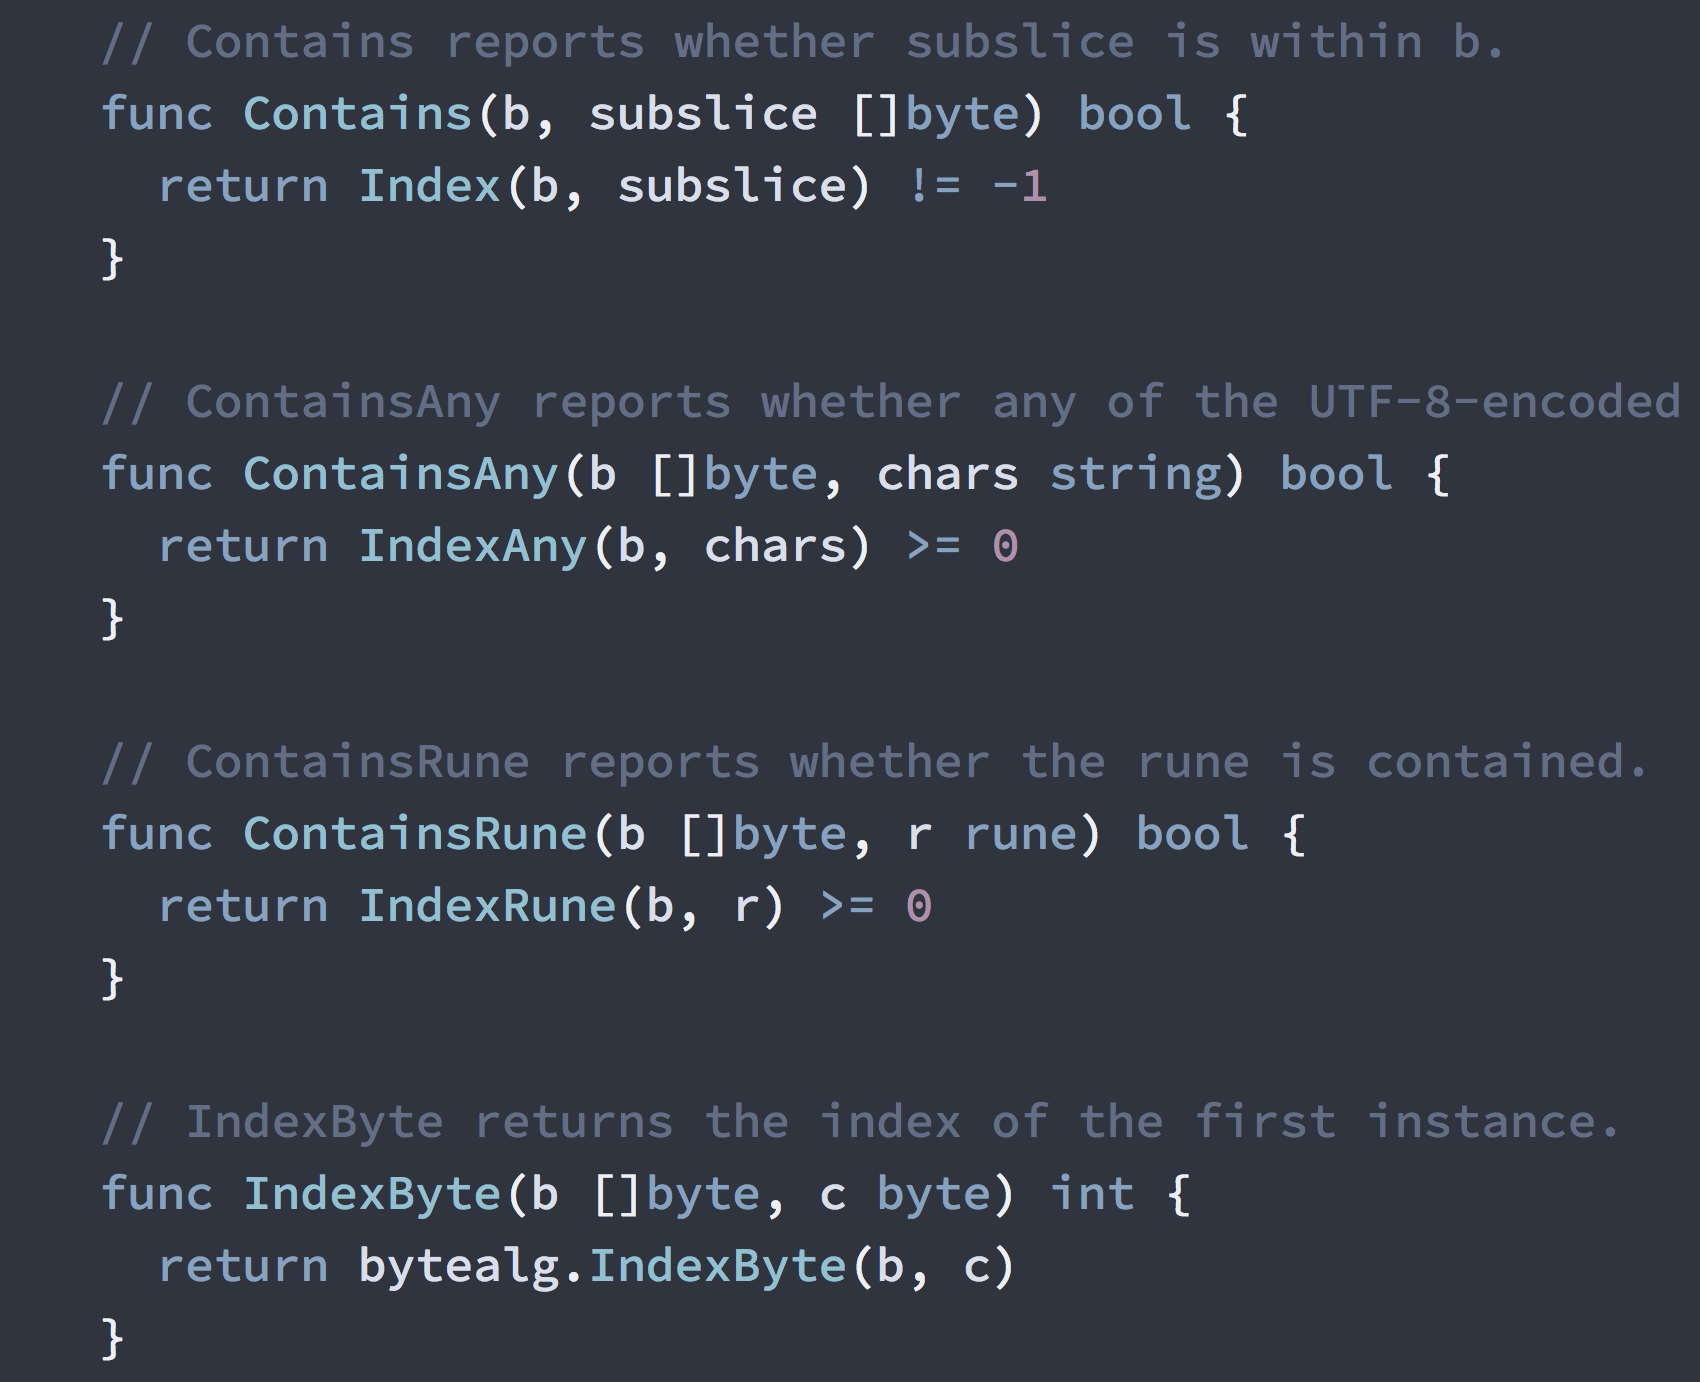 // Contains reports whether subslice is within b.
func Contains(b, subslice []byte) bool {
  return Index(b, subslice) != -1
}

// ContainsAny reports whether any of the UTF-8-encoded
func ContainsAny(b []byte, chars string) bool {
  return IndexAny(b, chars) >= 0
}

// ContainsRune reports whether the rune is contained.
func ContainsRune(b []byte, r rune) bool {
  return IndexRune(b, r) >= 0
}

// IndexByte returns the index of the first instance.
func IndexByte(b []byte, c byte) int {
  return bytealg.IndexByte(b, c)
}